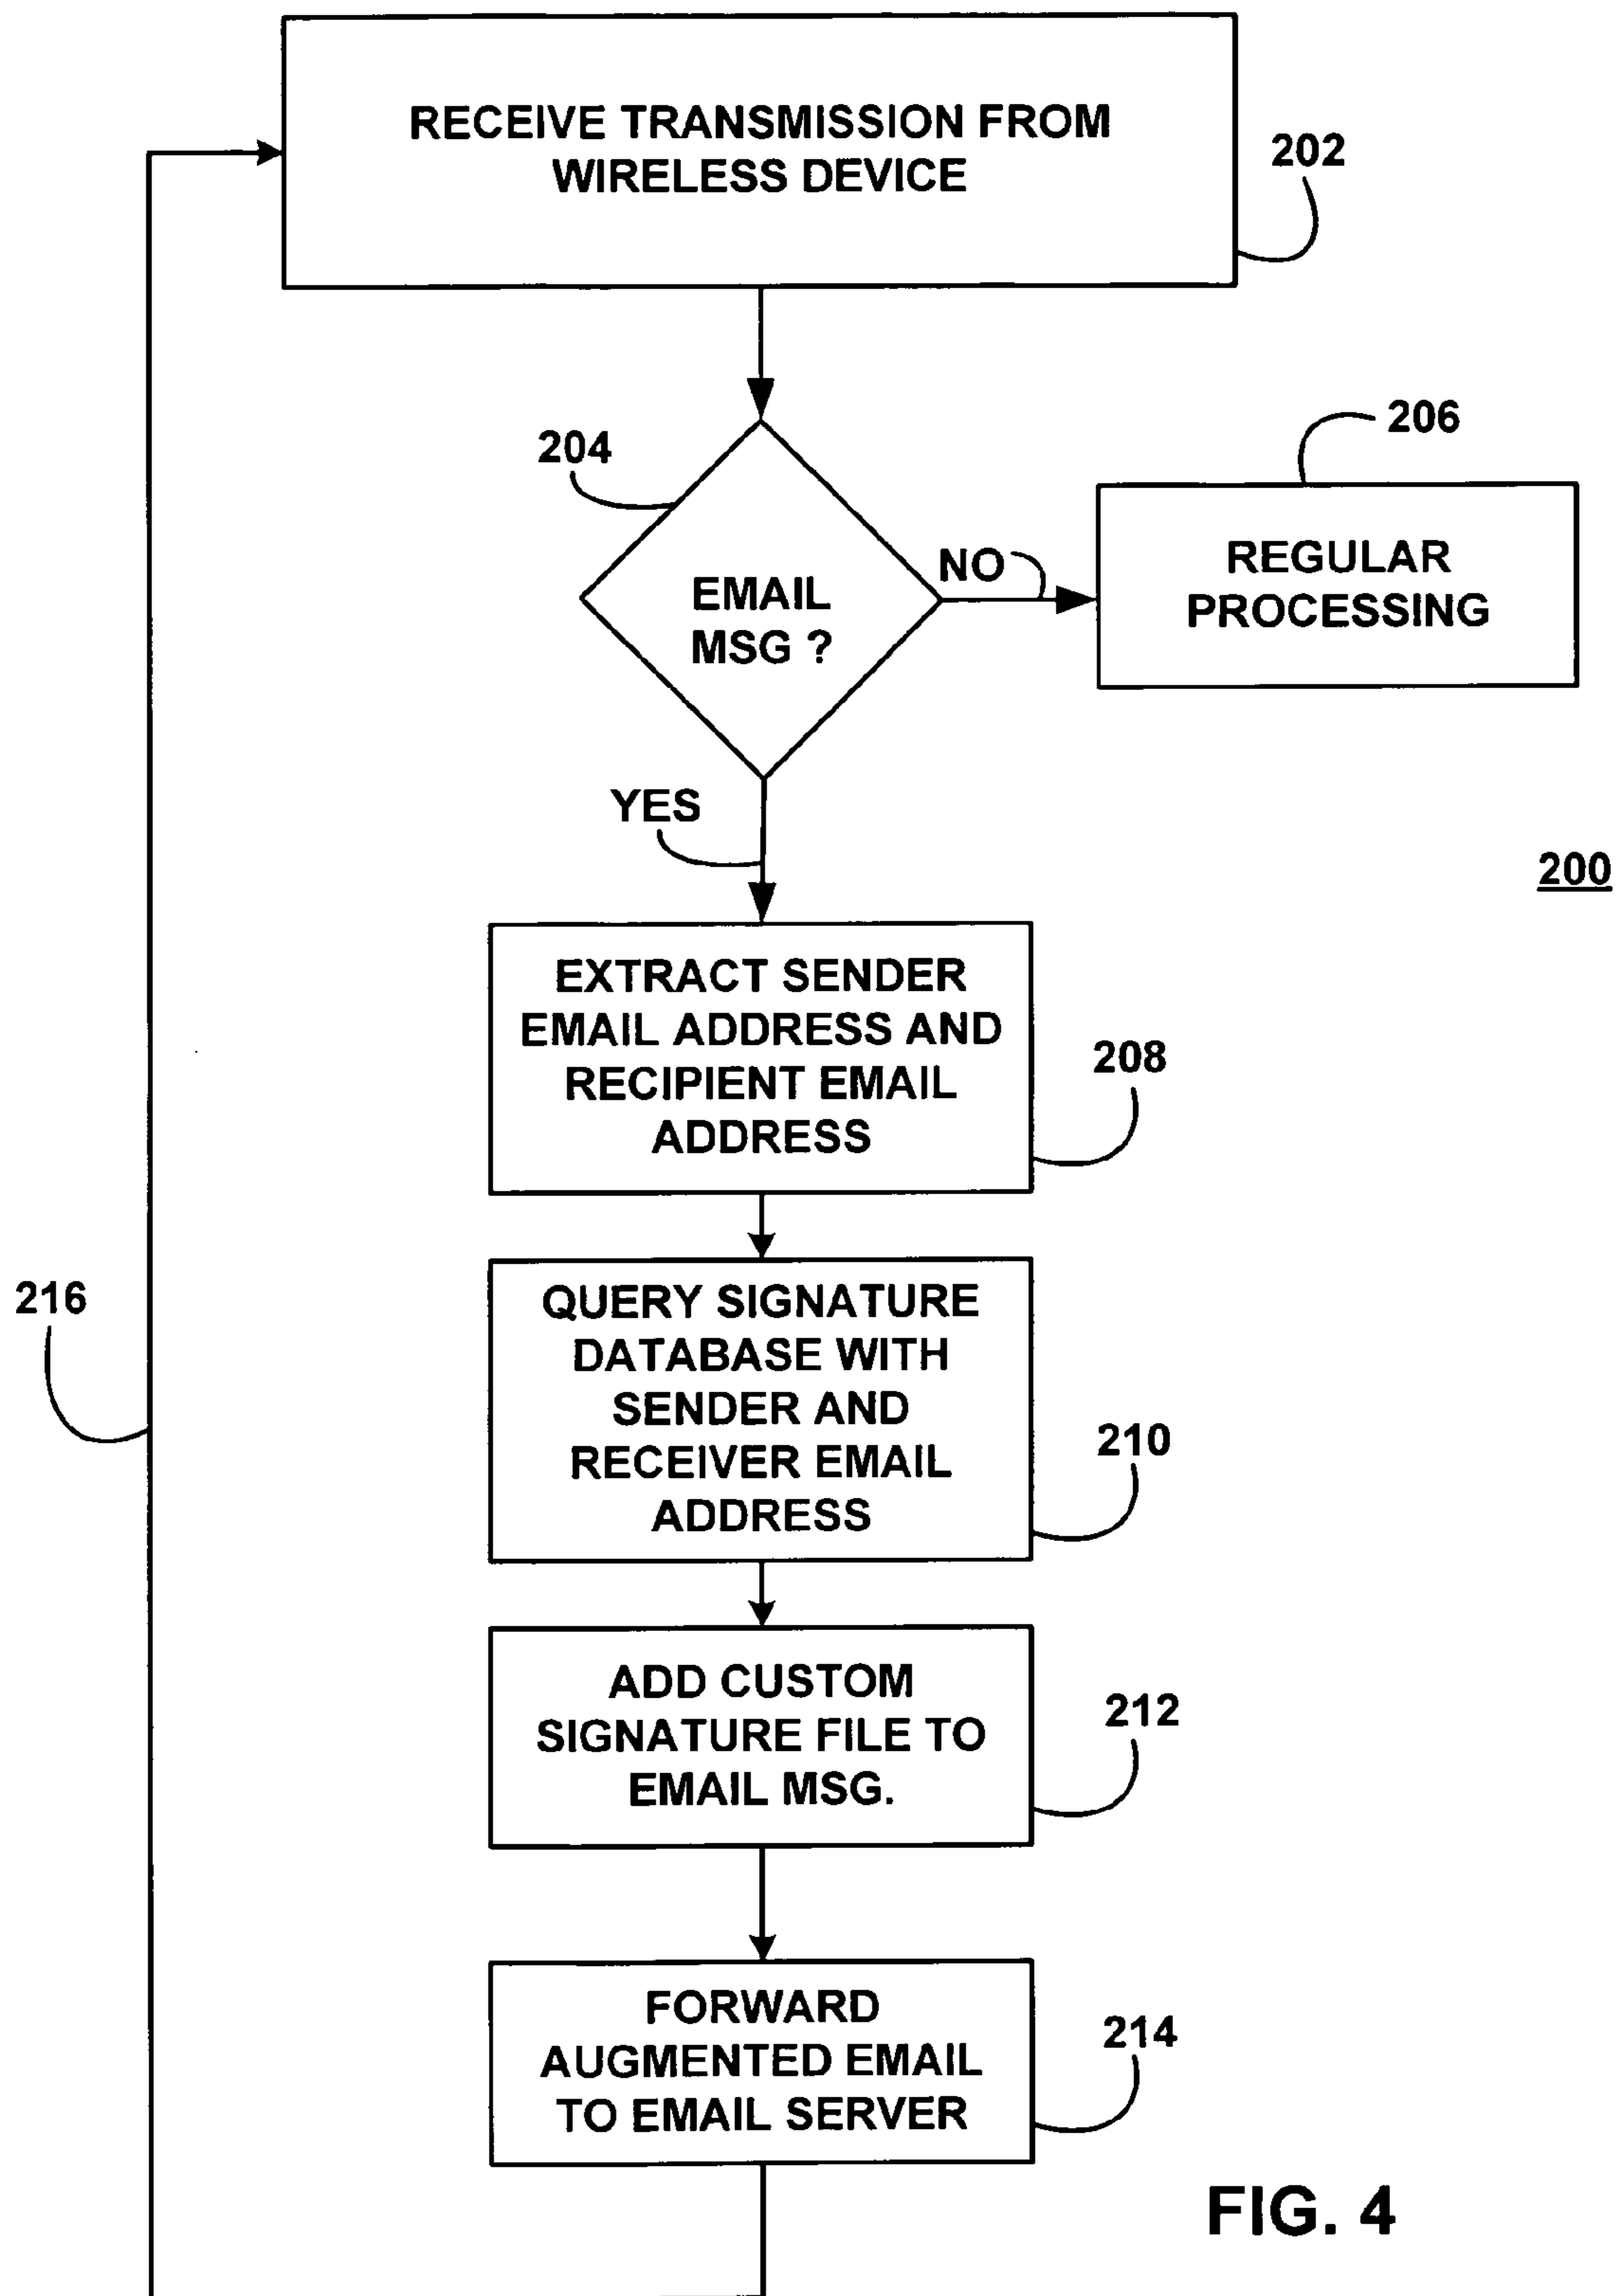 RECEIVE TRANSMISSION FROM
WIRELESS DEVICE
202
204
206
EMAIL
MSG ?
NO
REGULAR
PROCESSING
YES
200
EXTRACT SENDER
EMAIL ADDRESS AND
RECIPIENT EMAIL
ADDRESS
208
216
QUERY SIGNATURE
DATABASE WITH
SENDER AND
RECEIVER EMAIL
ADDRESS
210
ADD CUSTOM
SIGNATURE FILE TO
EMAIL MSG.
212
FORWARD
AUGMENTED EMAIL
TO EMAIL SERVER
214
FIG. 4